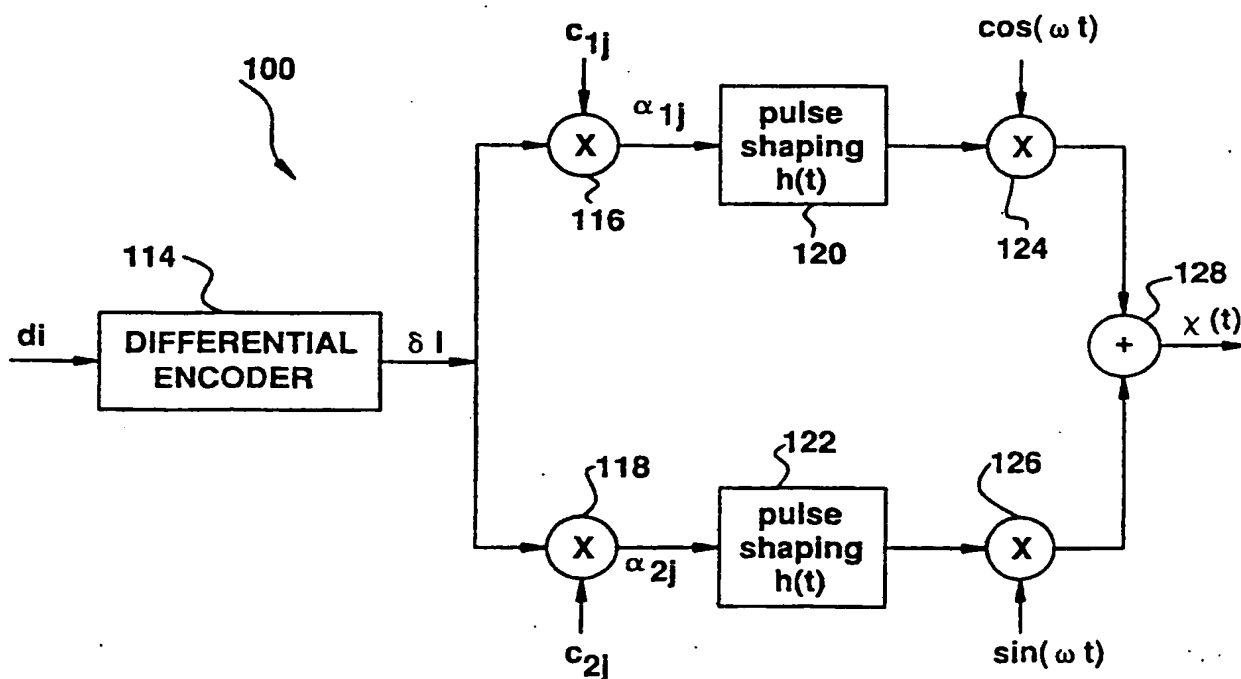 100
c1j
cos( ω t)
X
α 1j
pulse
shaping
h(t)
X
116
120
124
114
128
di
DIFFERENTIAL
ENCODER
δ I
+
χ (t)
118
122
126
X
α2j
pulse
shaping
h(t)
X
c2j
sin( ω t)